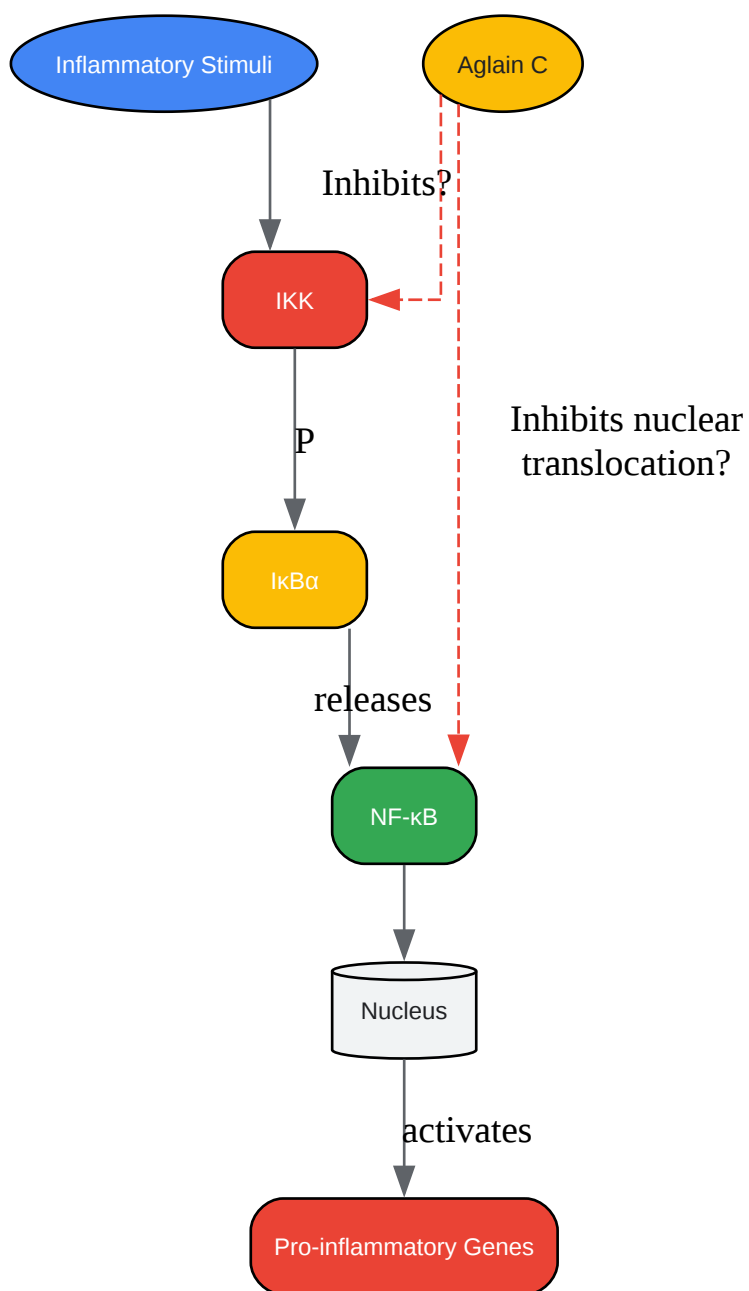 Inflammatory Stimuli
Aglain C
Inhibits?
IKK
Inhibits nuclear
translocation?
P
IκBα
releases
NF-κB
Nucleus
activates
Pro-inflammatory Genes